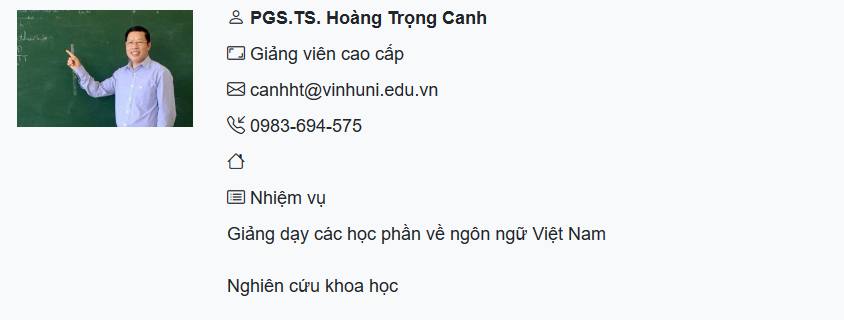 PGS.TS. Hoàng Trọng Canh
Giảng viên cao cấp
canhht@vinhuni.edu.vn
0983-694-575
Nhiệm vụ
Giảng dạy các học phần về ngôn ngữ Việt Nam
Nghiên cứu khoa học